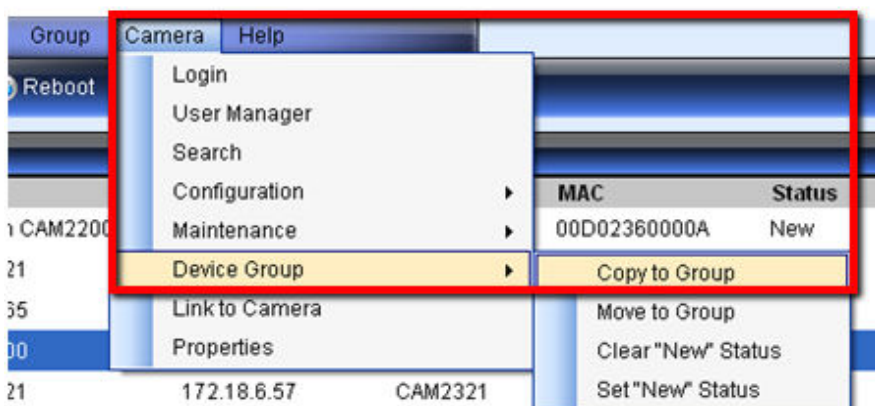 Group Camera Help
Reboot
Login
User Manager
Search
Configuration
MAC Status
CAM2200 Maintenance 00D02360000A New
21 Device Group Copy to Group
65 Link to Camera Move to Group
00 Properties Clear "New" Status
21 172.18.6.57 CAM2321 Set "New" Status